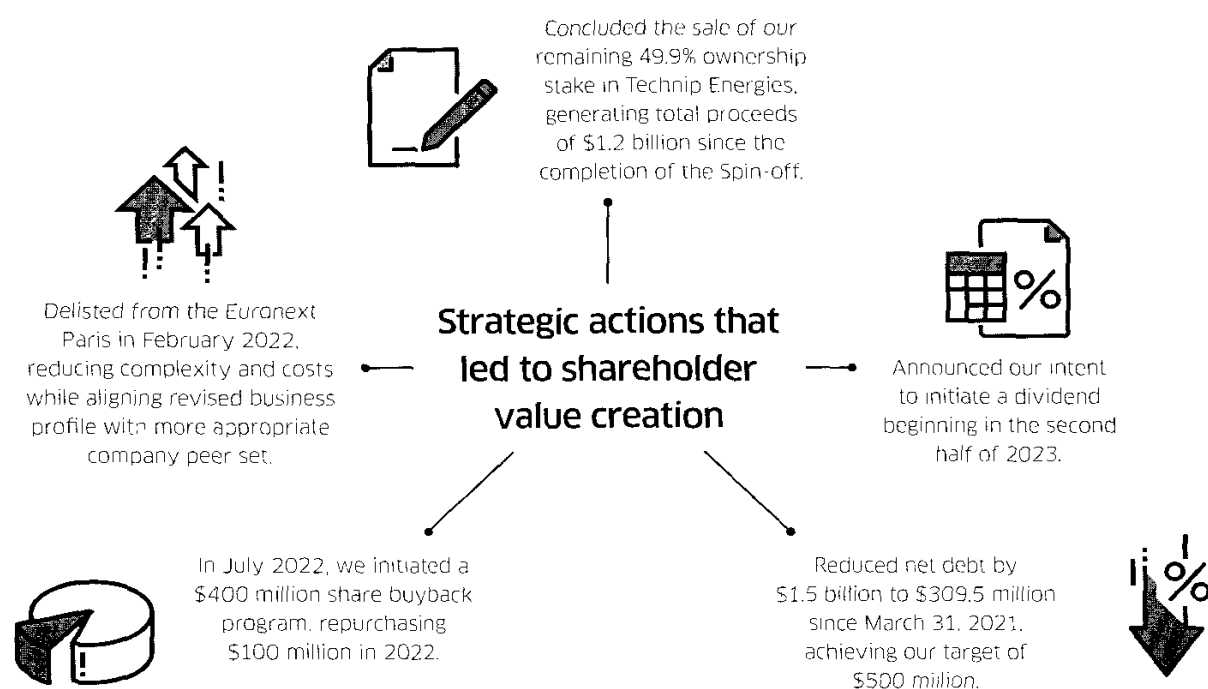 Concluded the sale of our
remaining 49.9% ownership
stake in Technip Energies,
generating total proceeds
of $1.2 billion since the
completion of the Spin-off.
Delisted from the Euronext
Paris in February 2022,
reducing complexity and costs
while aligning revised business
profile with more appropriate
company peer set.
Strategic actions that
led to shareholder
value creation
%
Announced our intent
to initiate a dividend
beginning in the second
half of 2023.
In July 2022, we initiated a
$400 million share buyback
program, repurchasing
$100 million in 2022.
Reduced net debt by
$1.5 billion to $309.5 million
since March 31, 2021,
achieving our target of
$500 million.
%